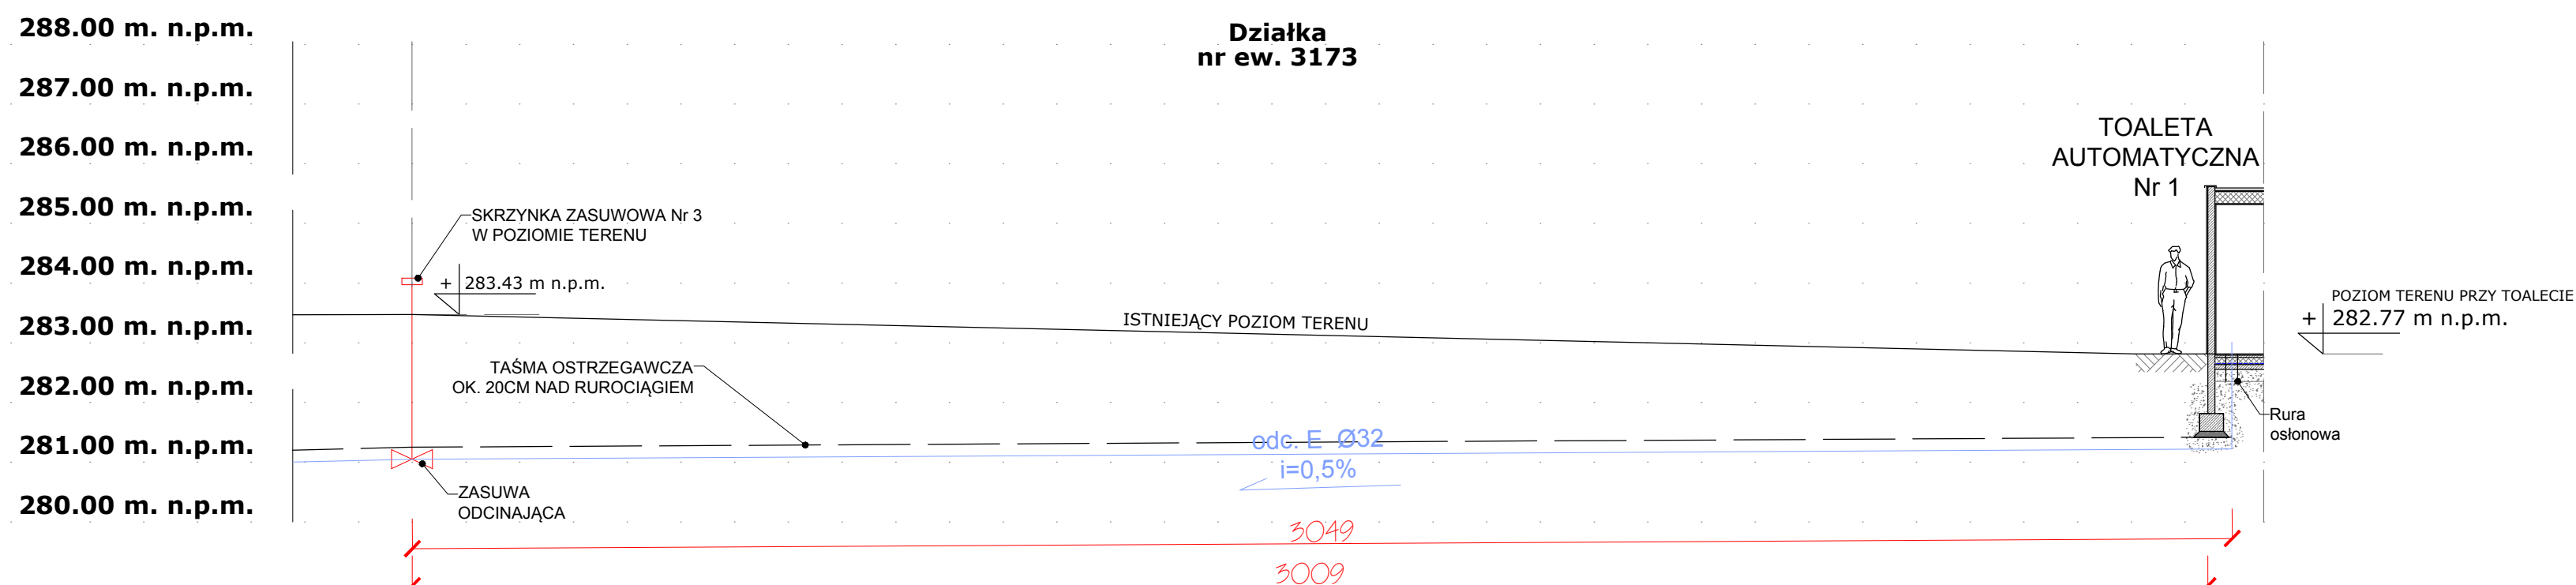 288.00 m. n.p.m.
Działka
nr ew. 3173
287.00 m. n.p.m.
286.00 m. n.p.m.
TOALETA
AUTOMATYCZNA
Nr 1
285.00 m. n.p.m.
SKRZYNKA ZASUWOWA Nr 3
W POZIOMIE TERENU
284.00 m. n.p.m.
+ 283.43 m n.p.m.
POZIOM TERENU PRZY TOALECIE
+ 282.77 m n.p.m.
283.00 m. n.p.m.
ISTNIEJĄCY POZIOM TERENU
TAŚMA OSTRZEGAWCZA
OK. 20CM NAD RUROCIĄGIEM
282.00 m. n.p.m.
Rura
osłonowa
281.00 m. n.p.m.
odc. E Ø32
i=0,5%
ZASUWA
ODCINAJĄCA
280.00 m. n.p.m.
3049
3009